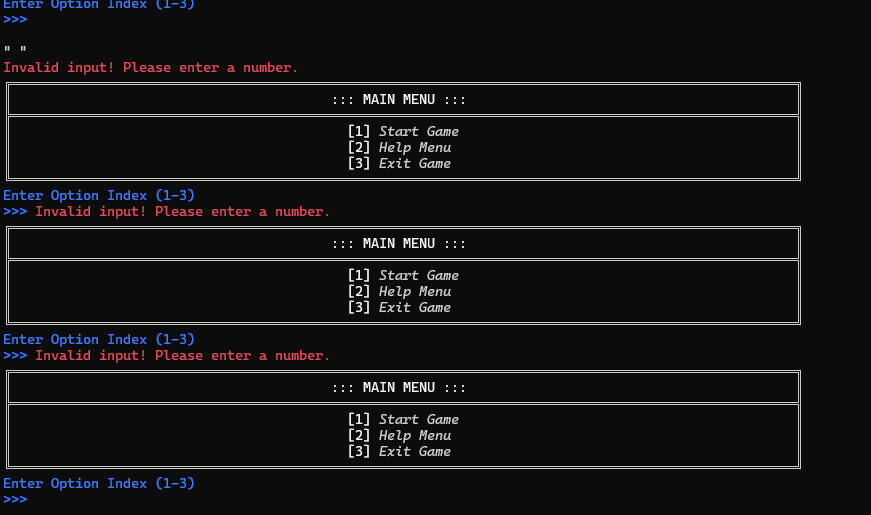 Enter Option Index (1-3)
>>>
" "
Invalid input! Please enter a number.
::: MAIN MENU :::
[1] Start Game
[2] Help Menu
[3] Exit Game
Enter Option Index (1-3)
>>> Invalid input! Please enter a number.
::: MAIN MENU :::
[1] Start Game
[2] Help Menu
[3] Exit Game
Enter Option Index (1-3)
>>> Invalid input! Please enter a number.
::: MAIN MENU :::
[1] Start Game
[2] Help Menu
[3] Exit Game
Enter Option Index (1-3)
>>>